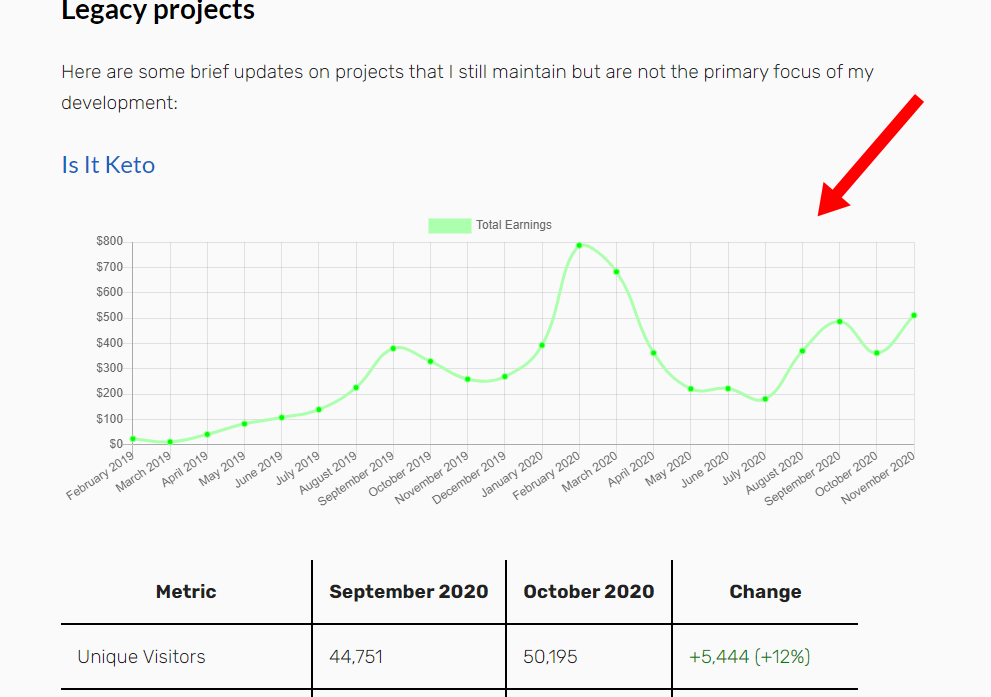 Legacy projects
Here are some brief updates on projects that I still maintain but are not the primary focus of my
development:
Is It Keto
Total Earnings
$800
$700
$600
$500
$400
$300
$200
$100
$0
February 2019
March 2019
April 2019
May 2019
June 2019
July 2019
August 2019
September 2019
October 2019
November 2019
December 2019
January 2020
February 2020
March 2020
April 2020
May 2020
June 2020
July 2020
August 2020
September 2020
October 2020
November 2020
Metric September 2020 October 2020 Change
Unique Visitors 44,751 50,195 +5,444 (+12%)